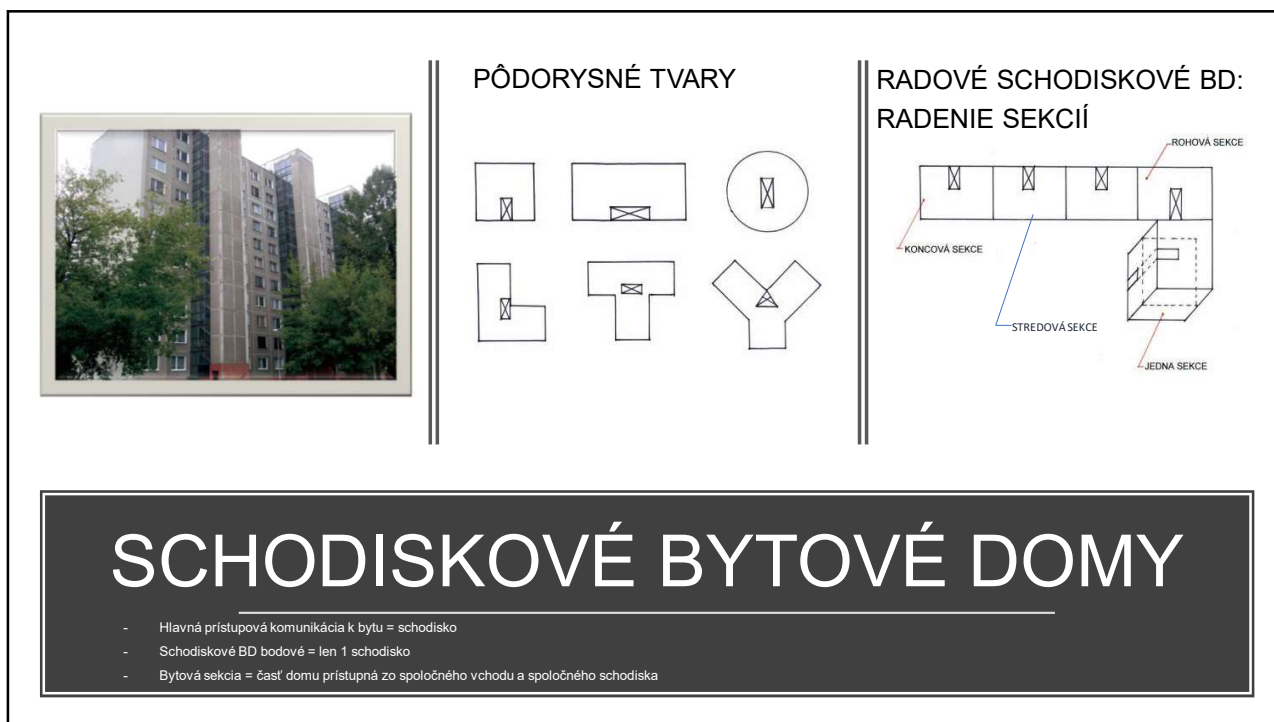 PÔDORYSNÉ TVARY
RADOVÉ SCHODISKOVÉ BD:
RADENIE SEKCIÍ
ROHOVÁ SEKCE
KONCOVÁ SEKCE
STREDOVÁ SEKCE
JEDNA SEKCE
SCHODISKOVÉ BYTOVÉ DOMY
- Hlavná prístupová komunikácia k bytu = schodisko
- Schodiskové BD bodové = len 1 schodisko
- Bytová sekcia = časť domu prístupná zo spoločného vchodu a spoločného schodiska